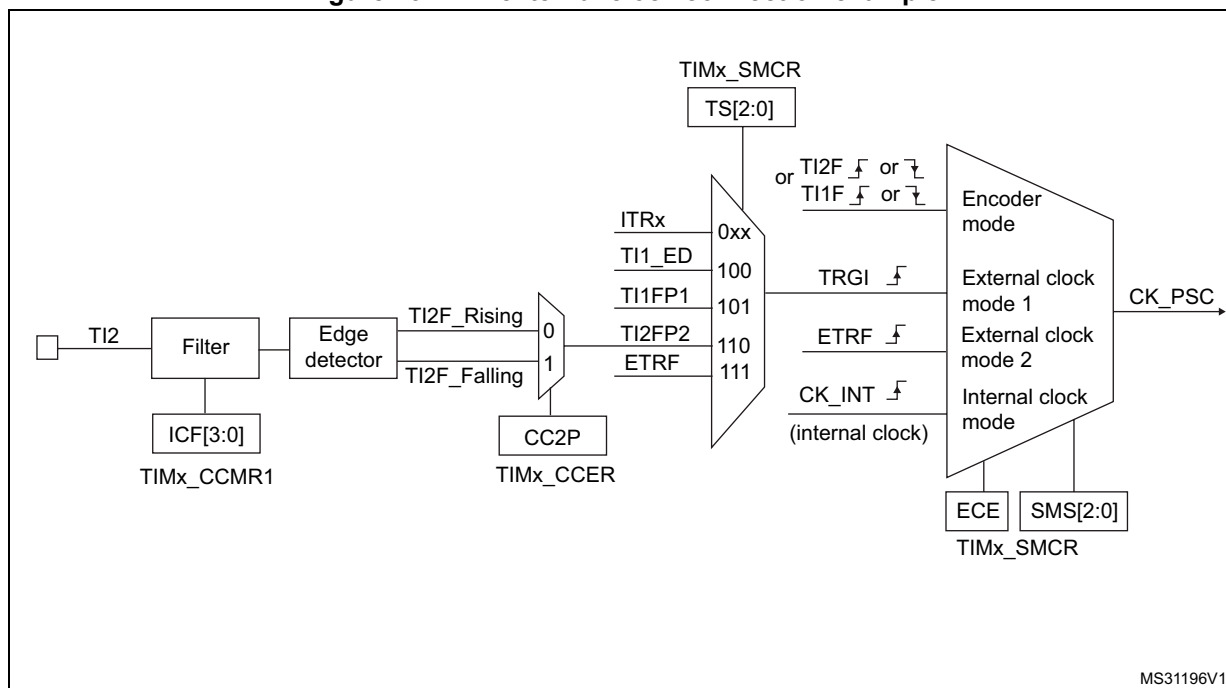 TIMx_SMCR
TS[2:0]
or TI2F or
TI1F or
Encoder
mode
ITRx
0xx
TI1_ED
100
TRGI
External clock
mode 1
CK_PSC
TI1FP1
101
TI2
Filter
Edge
detector
TI2F_Rising
0
TI2F_Falling
1
TI2FP2
110
ETRF
111
ETRF
External clock
mode 2
CK_INT
(internal clock)
Internal clock
mode
ICF[3:0]
TIMx_CCMR1
CC2P
TIMx_CCER
ECE
SMS[2:0]
TIMx_SMCR
MS31196V1